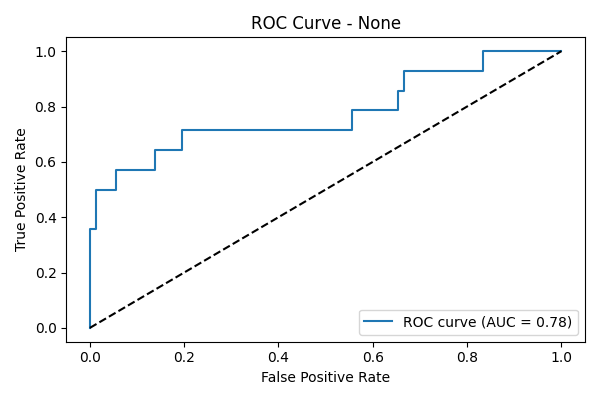 ROC Curve - None
True Positive Rate
1.0
0.8
0.6
0.4
0.2
0.0
0.0 0.2 0.4 0.6 0.8 1.0
False Positive Rate
ROC curve (AUC = 0.78)